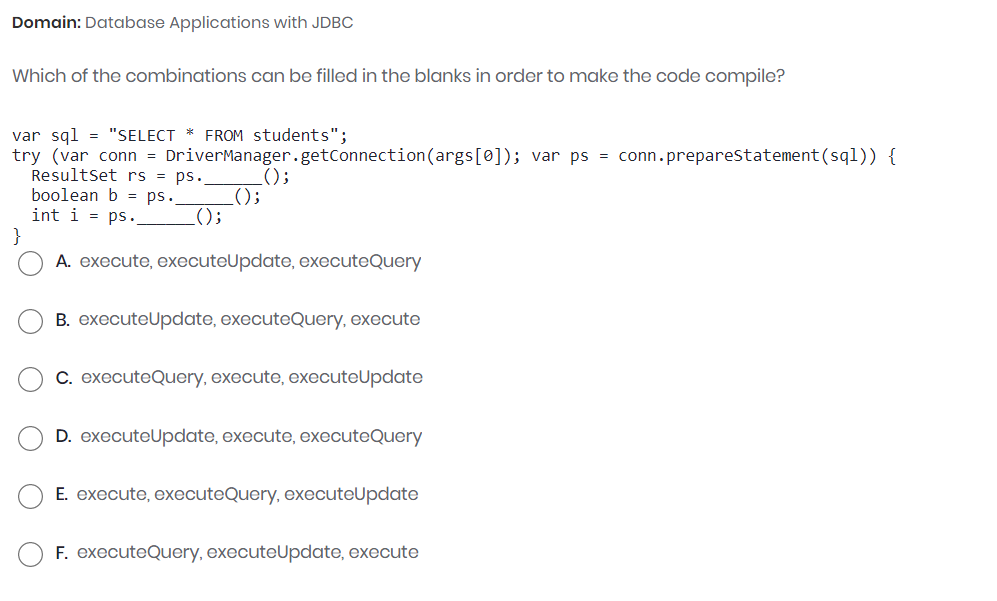 Domain: Database Applications with JDBC
Which of the combinations can be filled in the blanks in order to make the code compile?
var sql = "SELECT * FROM students";
try (var conn = DriverManager.getConnection(args[0]); var ps = conn.prepareStatement(sql)) {
ResultSet rs = ps.______();
boolean b = ps.______();
int i = ps.______();
}
A. execute, executeUpdate, executeQuery
B. executeUpdate, executeQuery, execute
C. executeQuery, execute, executeUpdate
D. executeUpdate, execute, executeQuery
E. execute, executeQuery, executeUpdate
F. executeQuery, executeUpdate, execute